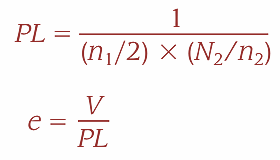 PL = 1 / ((n₁/2) × (N₂/n₂))
e = V / PL